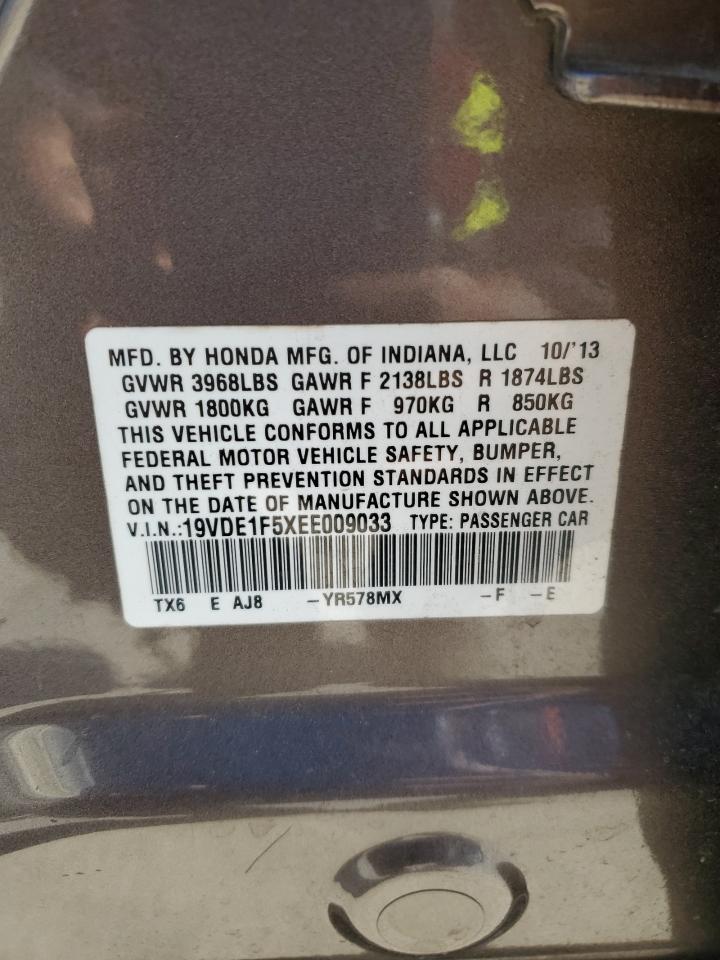 MFD. BY HONDA MFG. OF INDIANA, LLC 10/'13
GVWR 3968LBS GAWR F 2138LBS R 1874LBS
GVWR 1800KG GAWR F 970KG R 850KG
THIS VEHICLE CONFORMS TO ALL APPLICABLE
FEDERAL MOTOR VEHICLE SAFETY, BUMPER,
AND THEFT PREVENTION STANDARDS IN EFFECT
ON THE DATE OF MANUFACTURE SHOWN ABOVE.
V.I.N.:19VDE1F5XEE009033 TYPE: PASSENGER CAR
TX6 E AJ8 -YR578MX -F -E